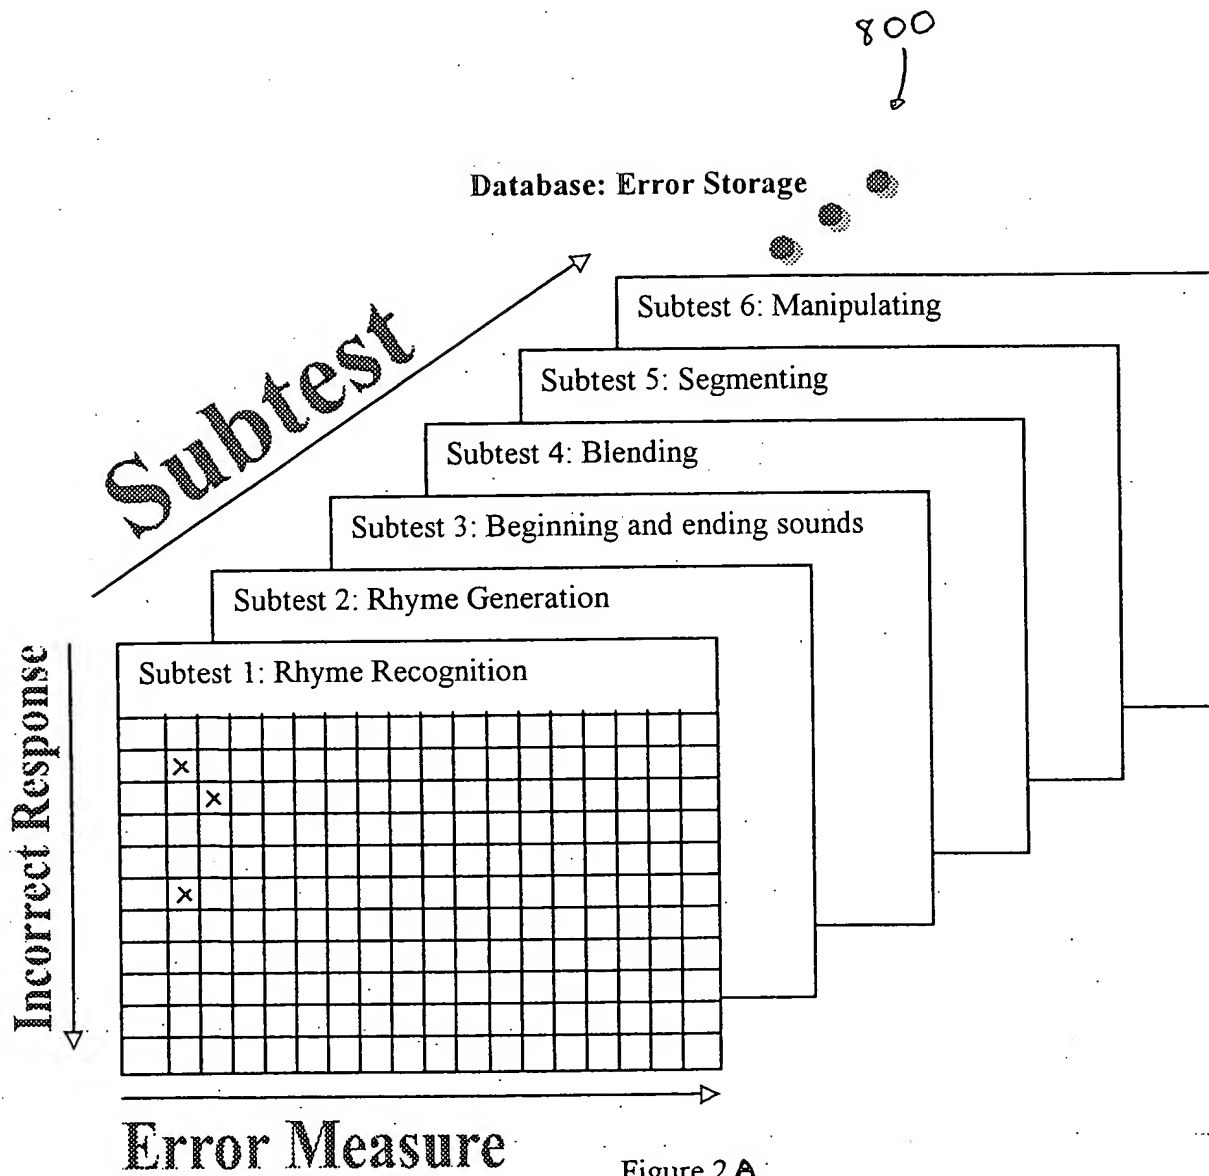 800
Database: Error Storage
Subtest
Subtest 6: Manipulating
Subtest 5: Segmenting
Subtest 4: Blending
Subtest 3: Beginning and ending sounds
Subtest 2: Rhyme Generation
Subtest 1: Rhyme Recognition
Incorrect Response
x
x
x
Error Measure
Figure 2 A